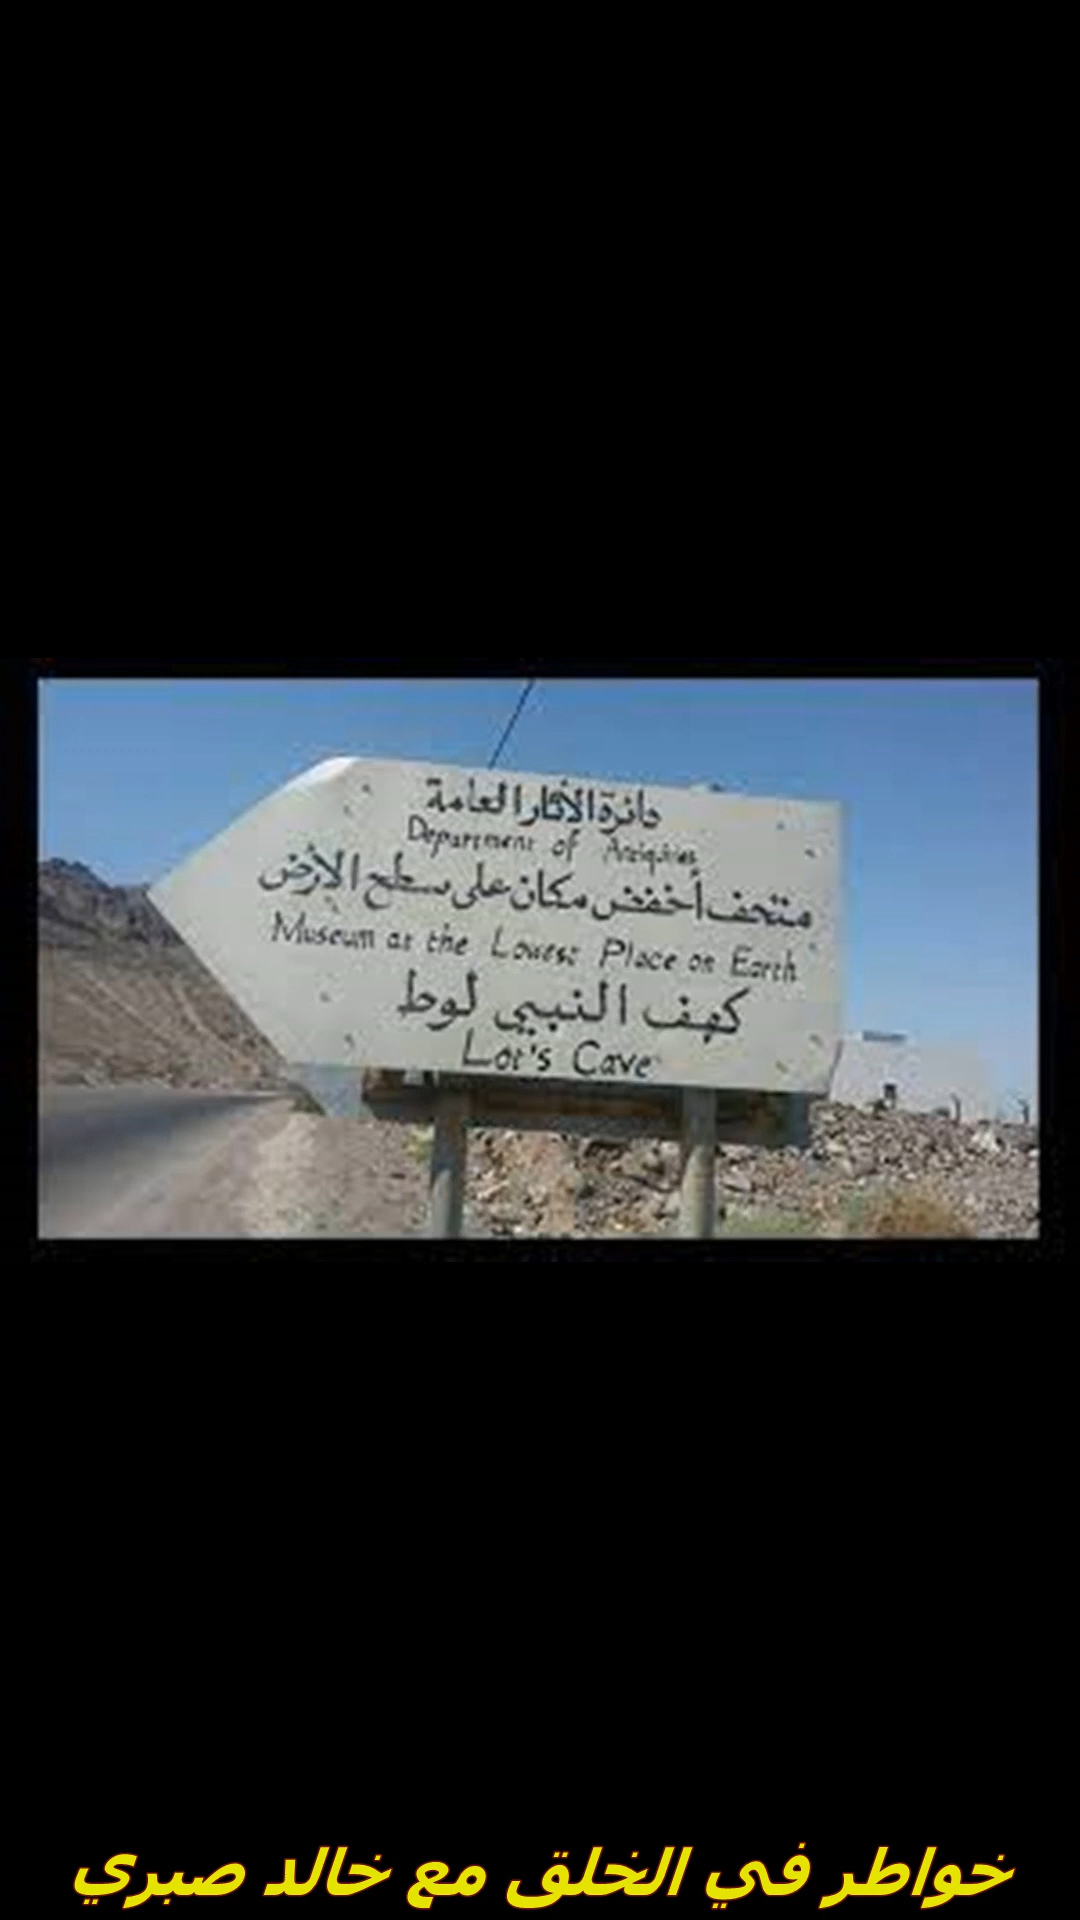 دائرة الآثار العامة
Department of Antiquities
متحف أخفض مكان على سطح الأرض
Museum at the Lowest Place on Earth
كهف النبي لوط
Lot's Cave
خواطر في الخلق مع خالد صبري